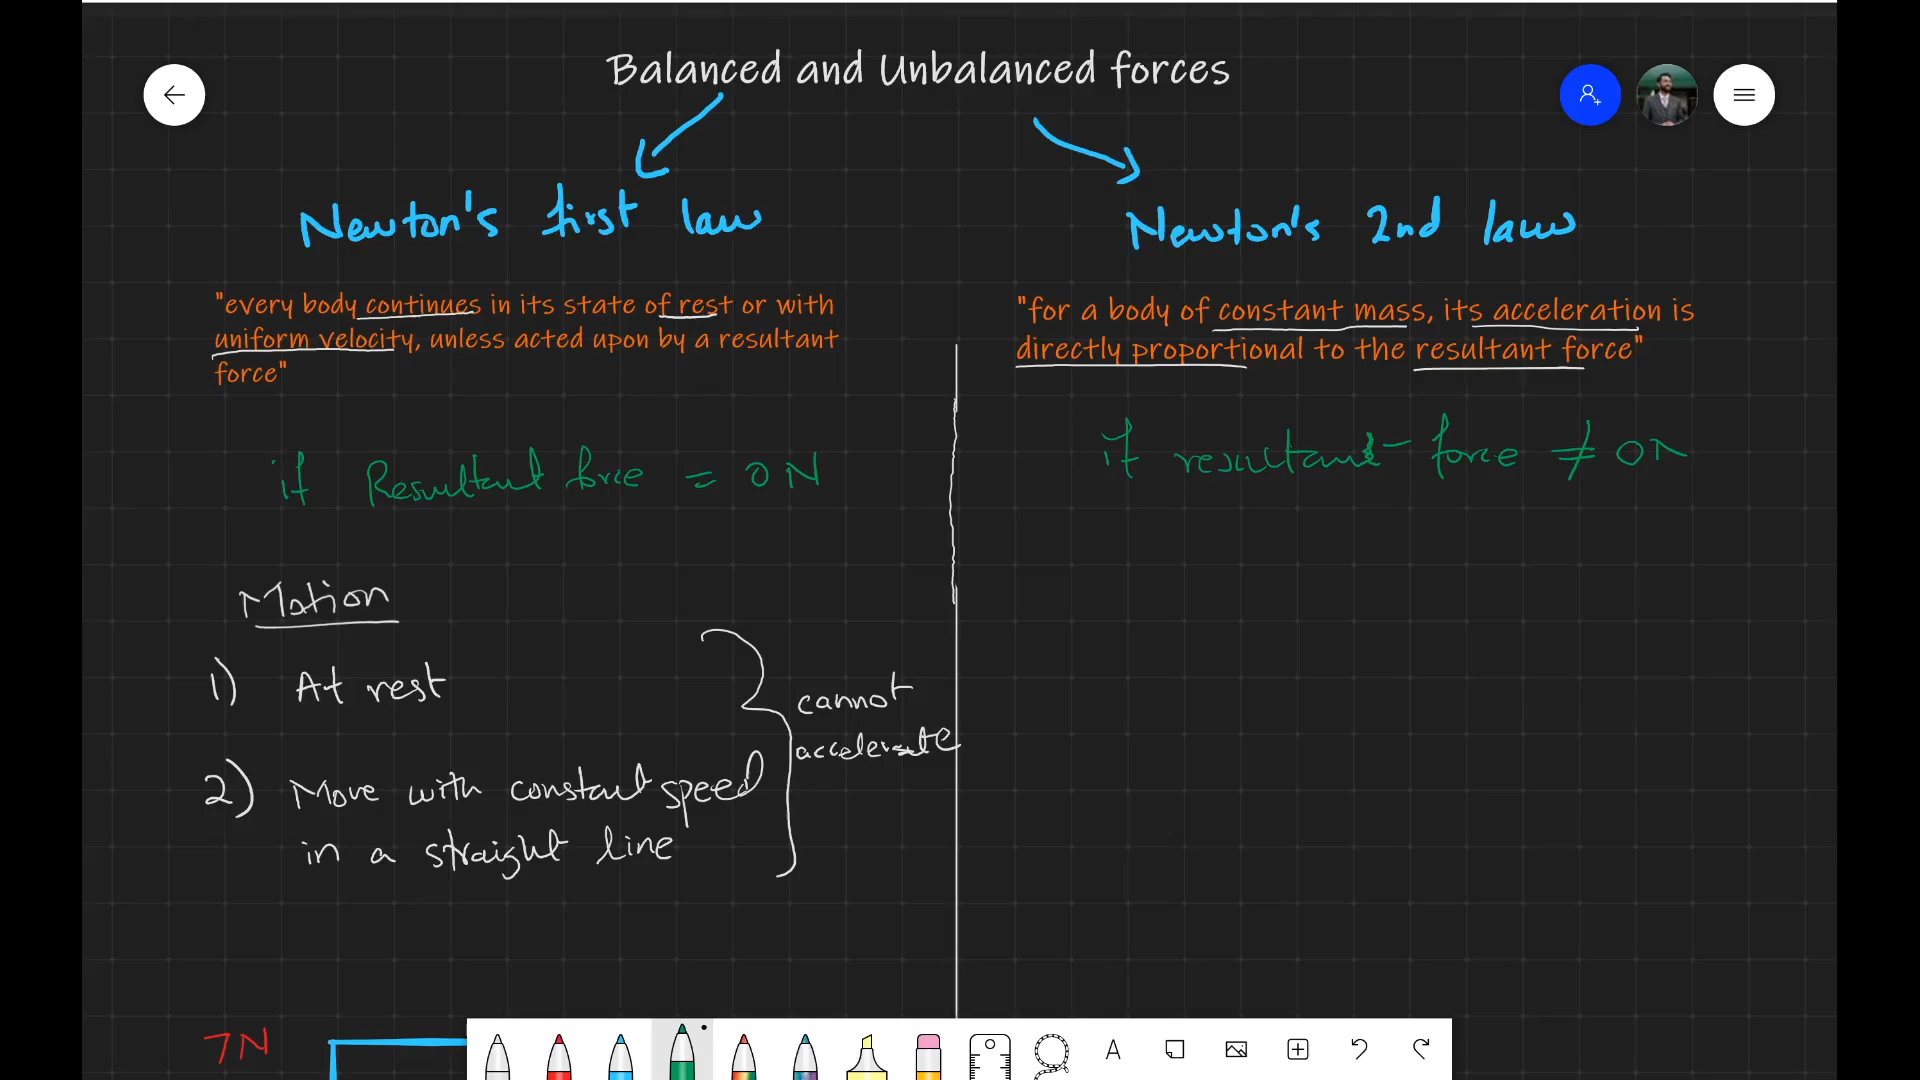 Balanced and Unbalanced forces
Newton's first law
"every body continues in its state of rest or with
uniform velocity, unless acted upon by a resultant
force"
if Resultant force = 0 N
Motion
1) At rest
2) Move with constant speed
in a straight line
cannot
accelerate
7N
Newton's 2nd law
"for a body of constant mass, its acceleration is
directly proportional to the resultant force"
if resultant force ≠ 0N
A